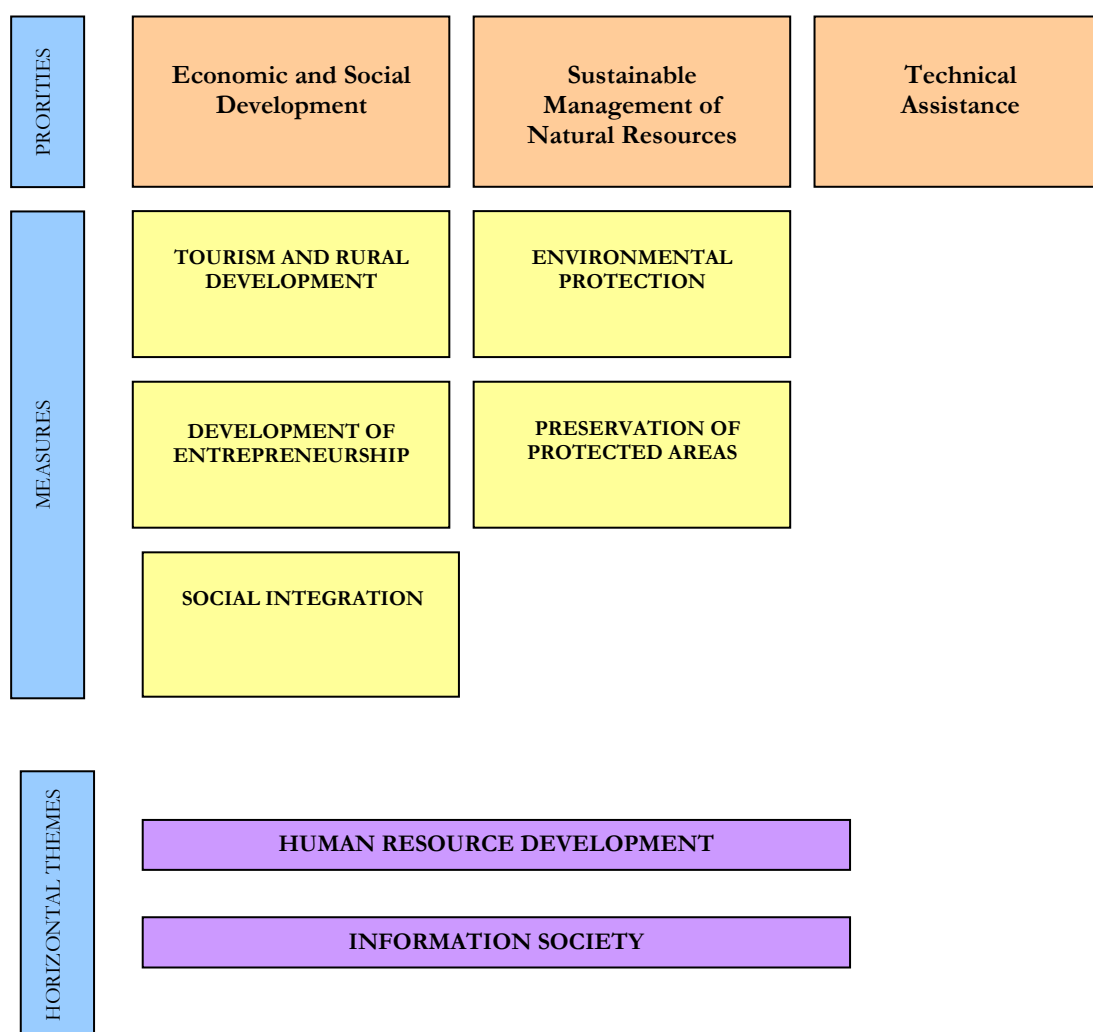 PRORITIES
Economic and Social
Development
Sustainable
Management of
Natural Resources
Technical
Assistance
MEASURES
TOURISM AND RURAL
DEVELOPMENT
ENVIRONMENTAL
PROTECTION
DEVELOPMENT OF
ENTREPRENEURSHIP
PRESERVATION OF
PROTECTED AREAS
SOCIAL INTEGRATION
HORIZONTAL THEMES
HUMAN RESOURCE DEVELOPMENT
INFORMATION SOCIETY